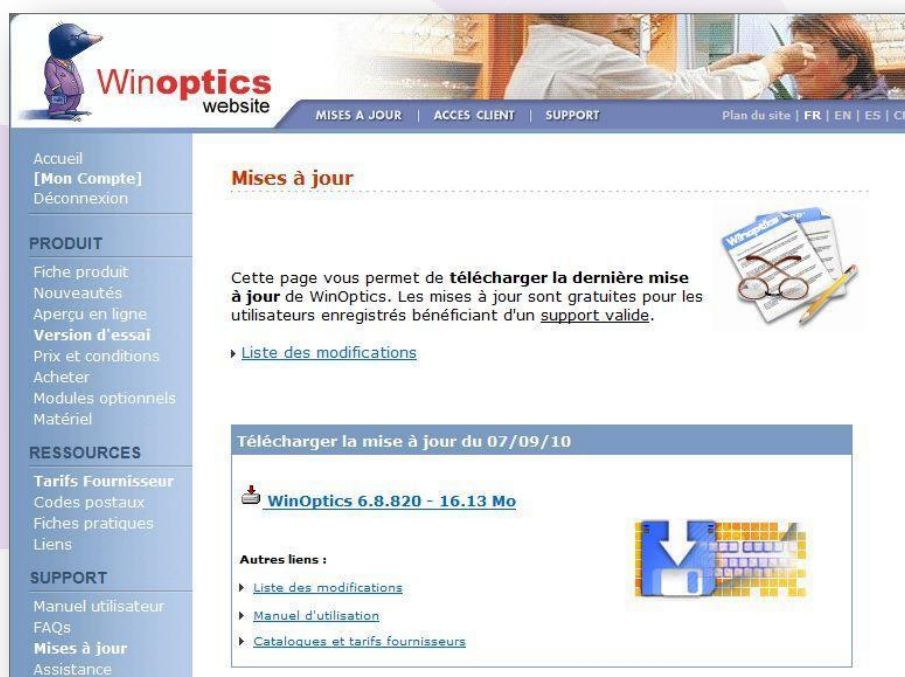 Winoptics
website
MISES A JOUR | ACCES CLIENT | SUPPORT
Plan du site | FR | EN | ES |
Accueil
[Mon Compte]
Déconnexion
PRODUIT
Fiche produit
Nouveautés
Aperçu en ligne
Version d'essai
Prix et conditions
Acheter
Modules optionnels
Matériel
RESSOURCES
Tarifs Fournisseur
Codes postaux
Fiches pratiques
Liens
SUPPORT
Manuel utilisateur
FAQs
Mises à jour
Assistance
Mises à jour
Winoptics
Cette page vous permet de télécharger la dernière mise
à jour de WinOptics. Les mises à jour sont gratuites pour les
utilisateurs enregistrés bénéficiant d'un support valide.
Liste des modifications
Télécharger la mise à jour du 07/09/10
WinOptics 6.8.820 - 16.13 Mo
Autres liens :
Liste des modifications
Manuel d'utilisation
Catalogues et tarifs fournisseurs